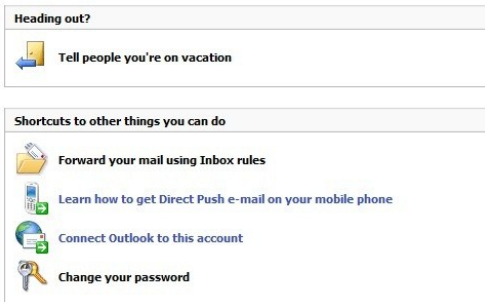 Heading out?
Tell people you're on vacation
Shortcuts to other things you can do
Forward your mail using Inbox rules
Learn how to get Direct Push e-mail on your mobile phone
Connect Outlook to this account
Change your password